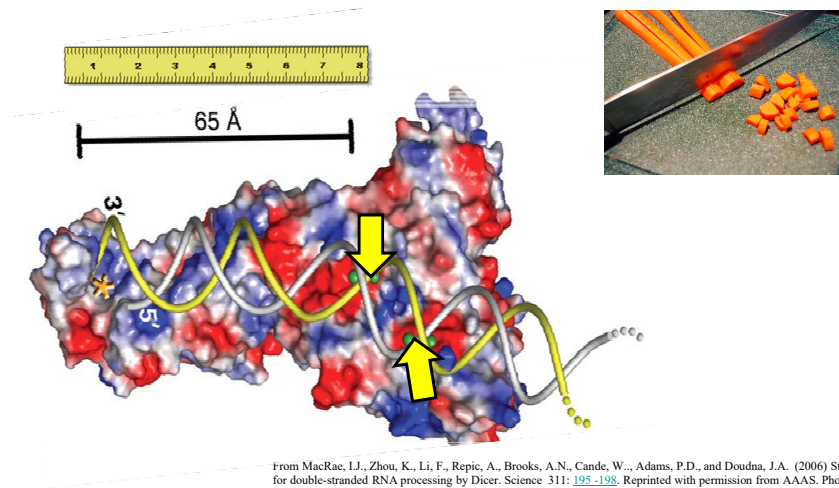 1 2 3 4 5 6 7 8
65 Å
3′
5′
From MacRae, I.J., Zhou, K., Li, F., Repic, A., Brooks, A.N., Cande, W.., Adams, P.D., and Doudna, J.A. (2006) St
for double-stranded RNA processing by Dicer. Science 311: 195 -198. Reprinted with permission from AAAS. Pho